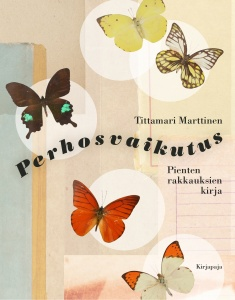 Tittamari Marttinen
Perhosvaikutus
Pienten
rakkauksien
kirja
Kirjapaja